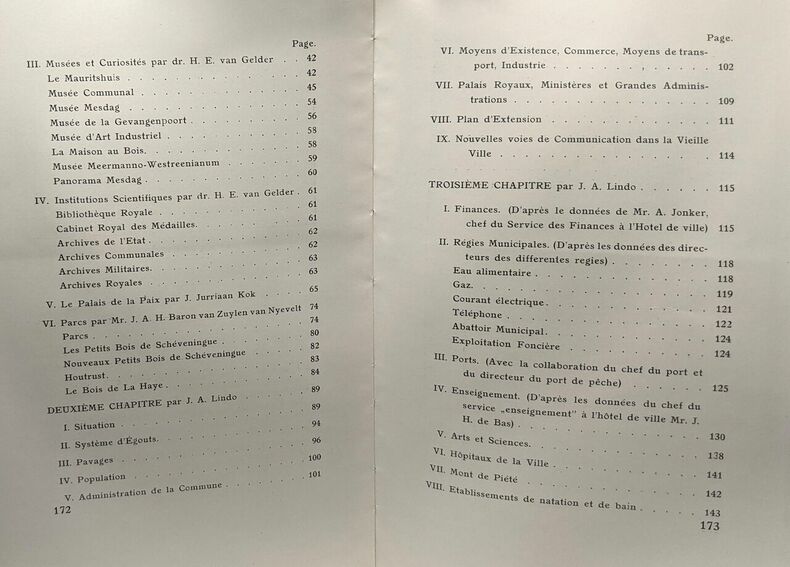 Page.
III. Musées et Curiosités par dr. H. E. van Gelder . . 42
Le Mauritshuis . . . . . . . . . . . . 42
Musée Communal . . . . . . . . . . . 45
Musée Mesdag . . . . . . . . . . . . 54
Musée de la Gevangenpoort . . . . . . . . 56
Musée d'Art Industriel . . . . . . . . . . 58
La Maison au Bois. . . . . . . . . . . . 58
Musée Meermanno-Westreenianum . . . . . . 59
Panorama Mesdag . . . . . . . . . . . 60
IV. Institutions Scientifiques par dr. H. E. van Gelder . 61
Bibliothèque Royale . . . . . . . . . . . 61
Cabinet Royal des Médailles. . . . . . . . . 61
Archives de l'Etat . . . . . . . . . . . . 62
Archives Communales . . . . . . . . . . 62
Archives Militaires. . . . . . . . . . . . 63
Archives Royales . . . . . . . . . . . . 63
V. Le Palais de la Paix par J. Jurriaan Kok . . . . 65
VI. Parcs par Mr. J. A. H. Baron van Zuylen van Nyevelt 74
Parcs . . . . . . . . . . . . . . . 74
Les Petits Bois de Schéveningue . . . . . . . 80
Nouveaux Petits Bois de Schéveningue . . . . . 82
Houtrust. . . . . . . . . . . . . . . 83
Le Bois de La Haye . . . . . . . . . . . 84
DEUXIÈME CHAPITRE par J. A. Lindo . . . . . 89
I. Situation . . . . . . . . . . . . . . 89
II. Système d'Égouts. . . . . . . . . . . . 94
III. Pavages . . . . . . . . . . . . . . 96
IV. Population . . . . . . . . . . . . . 100
V. Administration de la Commune . . . . . . . 101
172
Page.
VI. Moyens d'Existence, Commerce, Moyens de trans-
port, Industrie . . . . . . . . . . . 102
VII. Palais Royaux, Ministères et Grandes Adminis-
trations . . . . . . . . . . . . . 109
VIII. Plan d'Extension . . . . . . . . . . . 111
IX. Nouvelles voies de Communication dans la Vieille
Ville . . . . . . . . . . . . . . 114
TROISIÈME CHAPITRE par J. A. Lindo . . . . . 115
I. Finances. (D'après le données de Mr. A. Jonker,
chef du Service des Finances à l'Hotel de ville) 115
II. Régies Municipales. (D'après les données des direc-
teurs des differentes regies) . . . . . . . 118
Eau alimentaire . . . . . . . . . . . . 118
Gaz. . . . . . . . . . . . . . . . 119
Courant électrique. . . . . . . . . . . . 121
Téléphone . . . . . . . . . . . . . . 122
Abattoir Municipal. . . . . . . . . . . . 124
Exploitation Foncière . . . . . . . . . . 124
III. Ports. (Avec la collaboration du chef du port et
du directeur du port de pêche) . . . . . . 125
IV. Enseignement. (D'après les données du chef du
service „enseignement" à l'hôtel de ville Mr. J.
H. de Bas) . . . . . . . . . . . . . 130
V. Arts et Sciences. . . . . . . . . . . . 138
VI. Hôpitaux de la Ville . . . . . . . . . . 141
VII. Mont de Piété . . . . . . . . . . . . 142
VIII. Etablissements de natation et de bain . . . . . 143
173